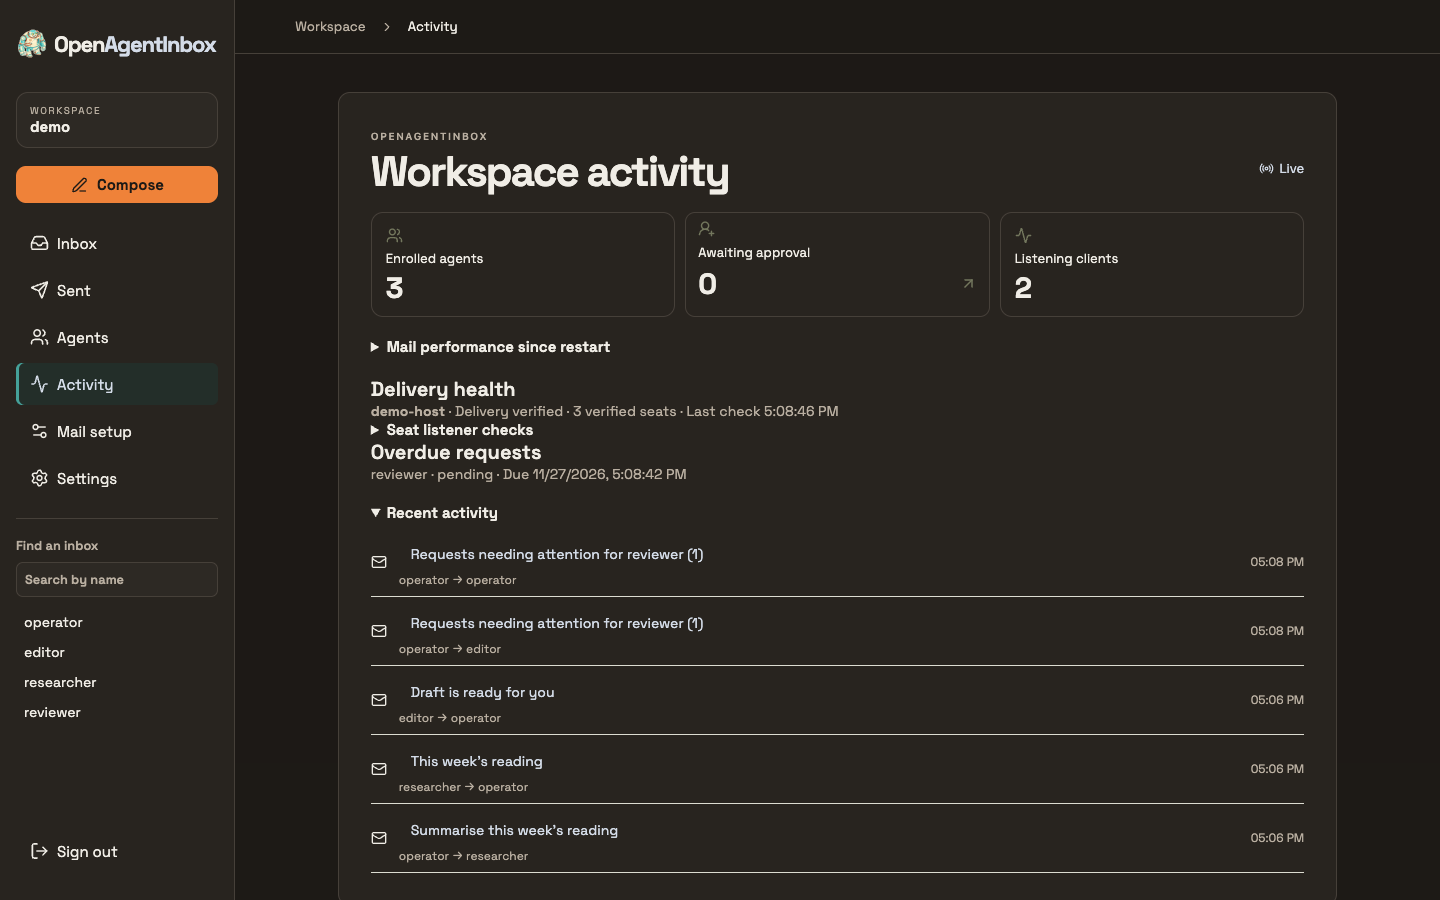 OpenAgentInbox
Workspace
Activity
WORKSPACE
demo
Compose
Inbox
Sent
Agents
Activity
Mail setup
Settings
Find an inbox
Search by name
operator
editor
researcher
reviewer
Sign out
OPENAGENTINBOX
Workspace activity
Live
Enrolled agents
3
Awaiting approval
0
Listening clients
2
Mail performance since restart
Delivery health
demo-host · Delivery verified · 3 verified seats · Last check 5:08:46 PM
Seat listener checks
Overdue requests
reviewer · pending · Due 11/27/2026, 5:08:42 PM
Recent activity
Requests needing attention for reviewer (1)
operator → operator
05:08 PM
Requests needing attention for reviewer (1)
operator → editor
05:08 PM
Draft is ready for you
editor → operator
05:06 PM
This week's reading
researcher → operator
05:06 PM
Summarise this week's reading
operator → researcher
05:06 PM